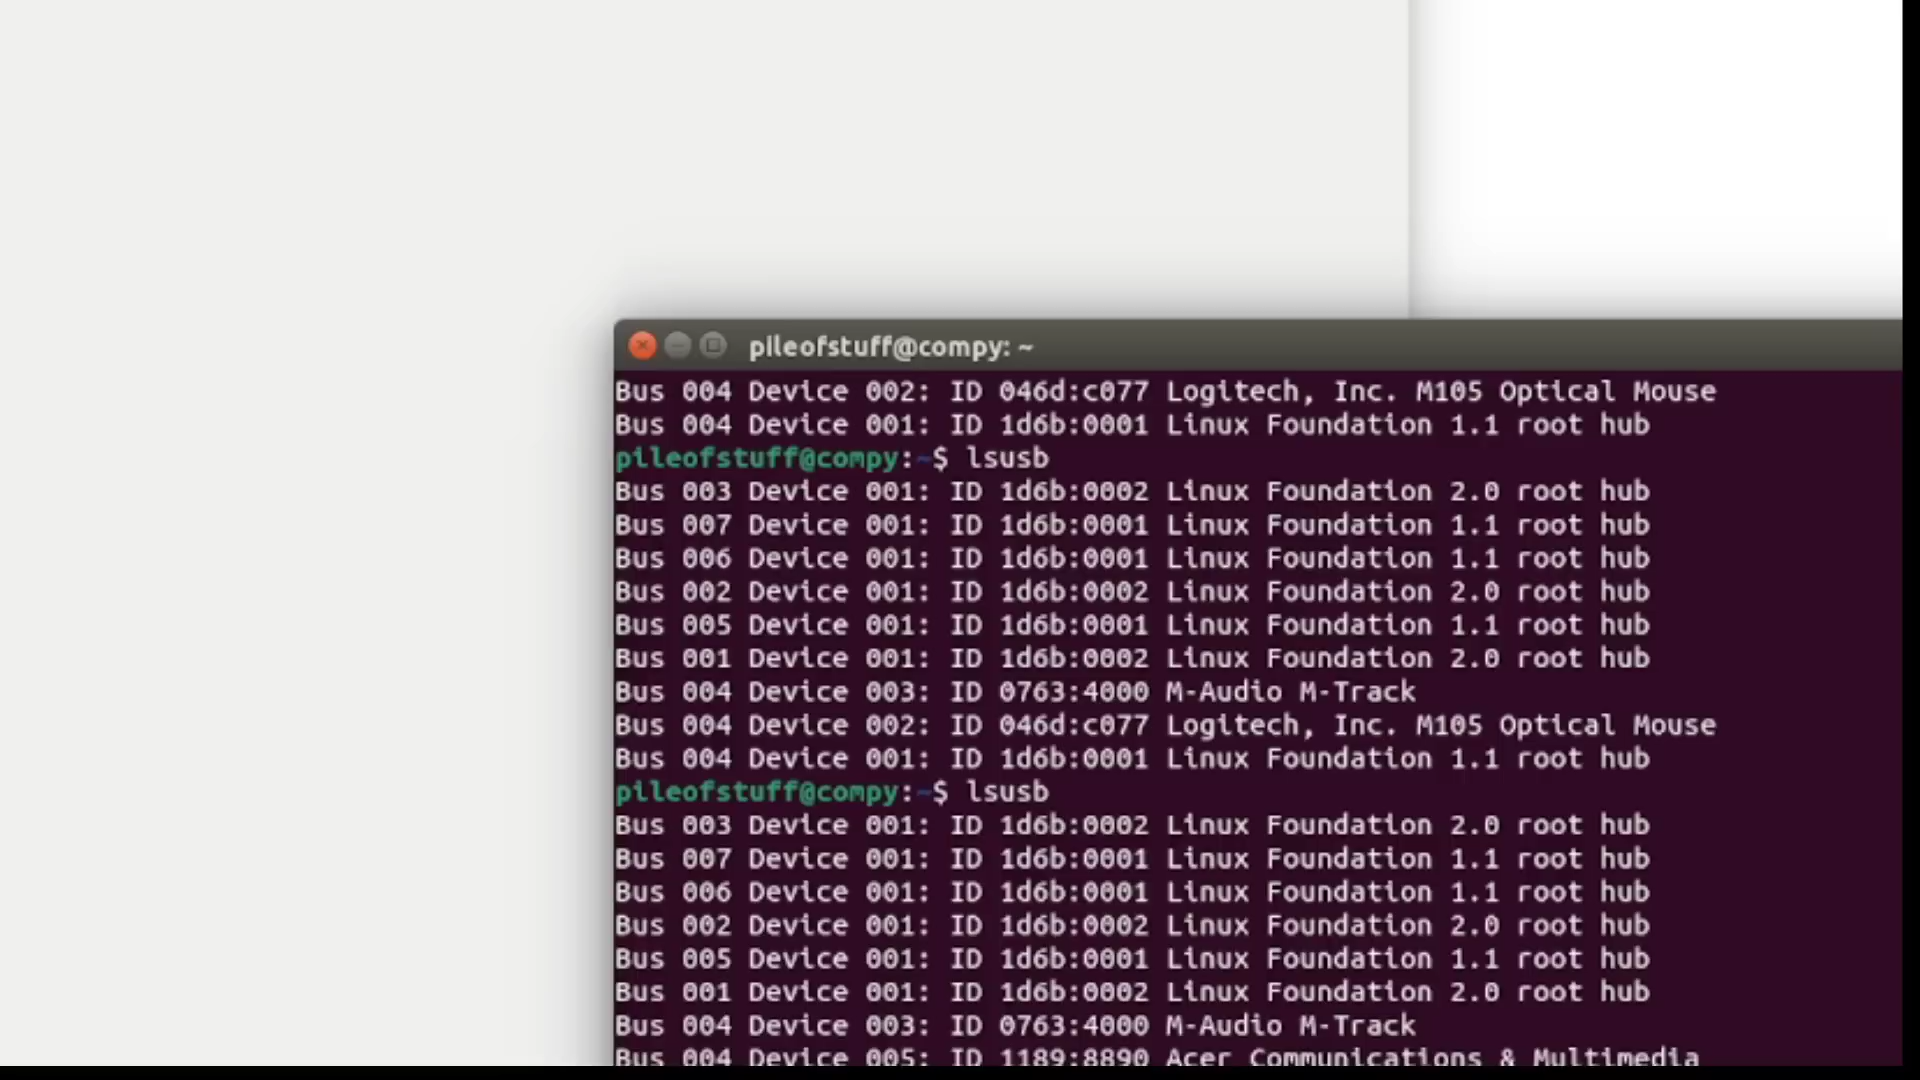 pileofstuff@compy: ~
Bus 004 Device 002: ID 046d:c077 Logitech, Inc. M105 Optical Mouse
Bus 004 Device 001: ID 1d6b:0001 Linux Foundation 1.1 root hub
pileofstuff@compy:~$ lsusb
Bus 003 Device 001: ID 1d6b:0002 Linux Foundation 2.0 root hub
Bus 007 Device 001: ID 1d6b:0001 Linux Foundation 1.1 root hub
Bus 006 Device 001: ID 1d6b:0001 Linux Foundation 1.1 root hub
Bus 002 Device 001: ID 1d6b:0002 Linux Foundation 2.0 root hub
Bus 005 Device 001: ID 1d6b:0001 Linux Foundation 1.1 root hub
Bus 001 Device 001: ID 1d6b:0002 Linux Foundation 2.0 root hub
Bus 004 Device 003: ID 0763:4000 M-Audio M-Track
Bus 004 Device 002: ID 046d:c077 Logitech, Inc. M105 Optical Mouse
Bus 004 Device 001: ID 1d6b:0001 Linux Foundation 1.1 root hub
pileofstuff@compy:~$ lsusb
Bus 003 Device 001: ID 1d6b:0002 Linux Foundation 2.0 root hub
Bus 007 Device 001: ID 1d6b:0001 Linux Foundation 1.1 root hub
Bus 006 Device 001: ID 1d6b:0001 Linux Foundation 1.1 root hub
Bus 002 Device 001: ID 1d6b:0002 Linux Foundation 2.0 root hub
Bus 005 Device 001: ID 1d6b:0001 Linux Foundation 1.1 root hub
Bus 001 Device 001: ID 1d6b:0002 Linux Foundation 2.0 root hub
Bus 004 Device 003: ID 0763:4000 M-Audio M-Track
Bus 004 Device 005: ID 1189:8890 Acer Communications & Multimedia